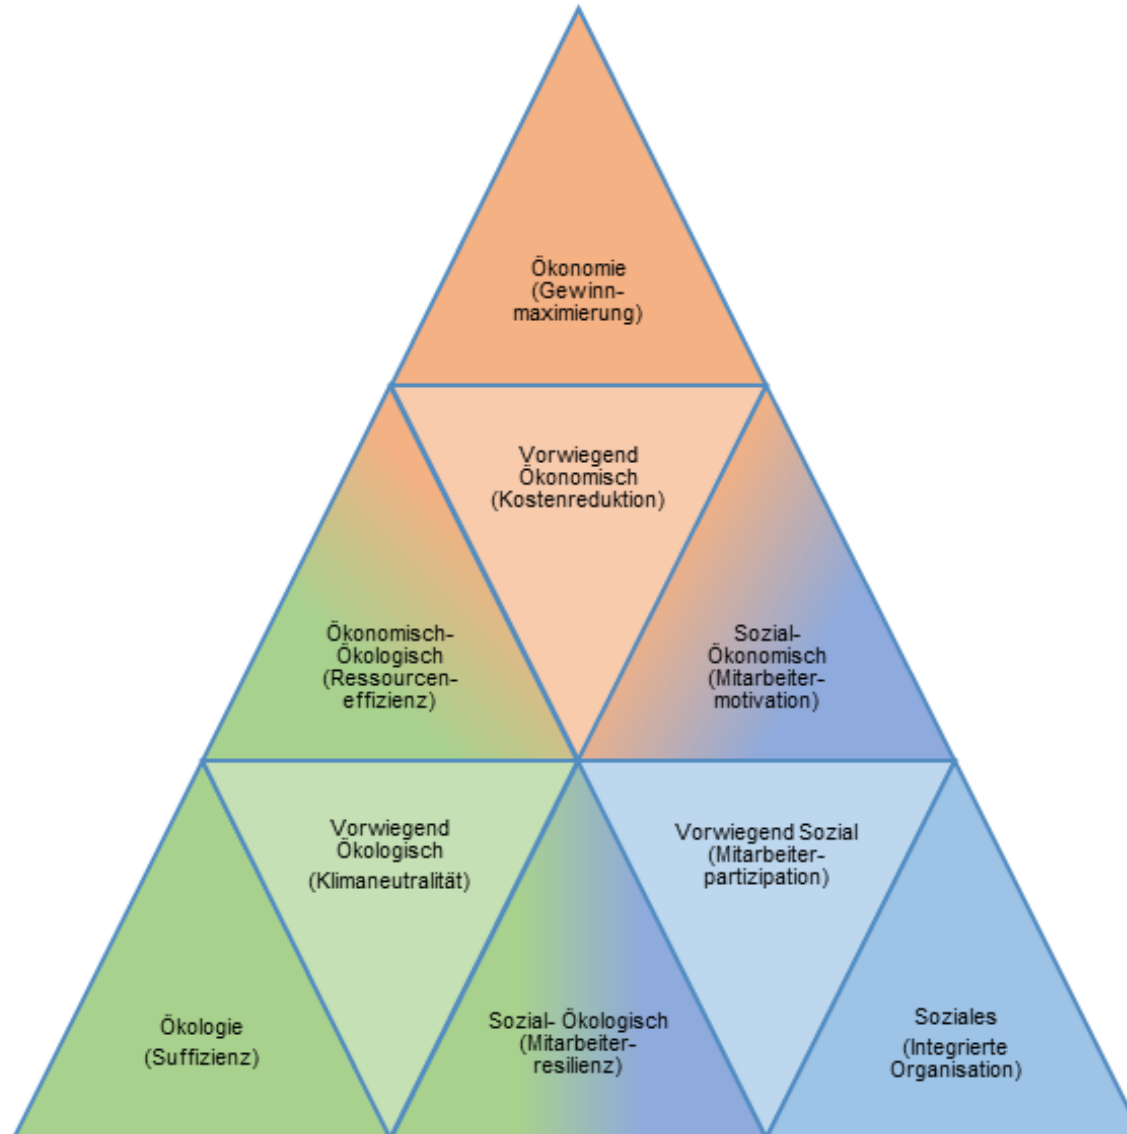 Ökonomie
(Gewinn-
maximierung)
Vorwiegend
Ökonomisch
(Kostenreduktion)
Ökonomisch-
Ökologisch
(Ressourcen-
effizienz)
Sozial-
Ökonomisch
(Mitarbeiter-
motivation)
Vorwiegend
Ökologisch
(Klimaneutralität)
Vorwiegend Sozial
(Mitarbeiter-
partizipation)
Ökologie
(Suffizienz)
Sozial- Ökologisch
(Mitarbeiter-
resilienz)
Soziales
(Integrierte
Organisation)